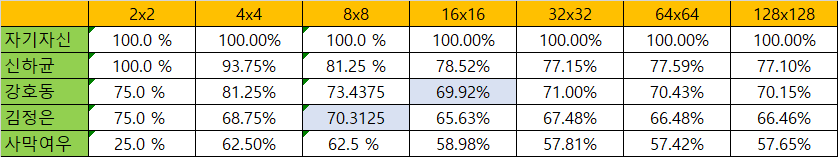 2x2 4x4 8x8 16x16 32x32 64x64 128x128
자기자신 100.0 % 100.00% 100.0 % 100.00% 100.00% 100.00% 100.00%
신하균 100.0 % 93.75% 81.25 % 78.52% 77.15% 77.59% 77.10%
강호동 75.0 % 81.25% 73.4375 69.92% 71.00% 70.43% 70.15%
김정은 75.0 % 68.75% 70.3125 65.63% 67.48% 66.48% 66.46%
사막여우 25.0 % 62.50% 62.5 % 58.98% 57.81% 57.42% 57.65%